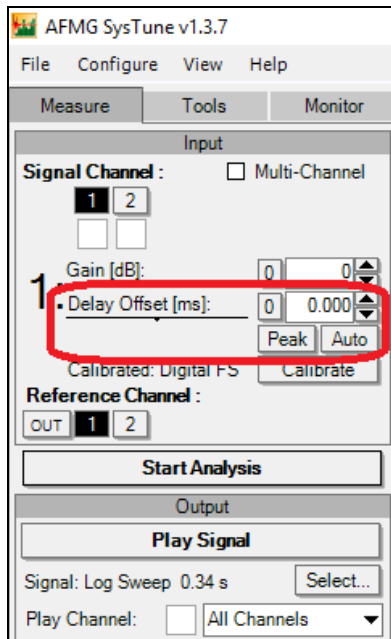 AFMG SysTune v1.3.7
File Configure View Help
Measure Tools Monitor
Input
Signal Channel : Multi-Channel
1 2
Gain [dB]: 0 0
1.
Delay Offset [ms]: 0 0.000
Peak Auto
Calibrated: Digital FS Calibrate
Reference Channel :
OUT 1 2
Start Analysis
Output
Play Signal
Signal: Log Sweep 0.34 s Select...
Play Channel: All Channels